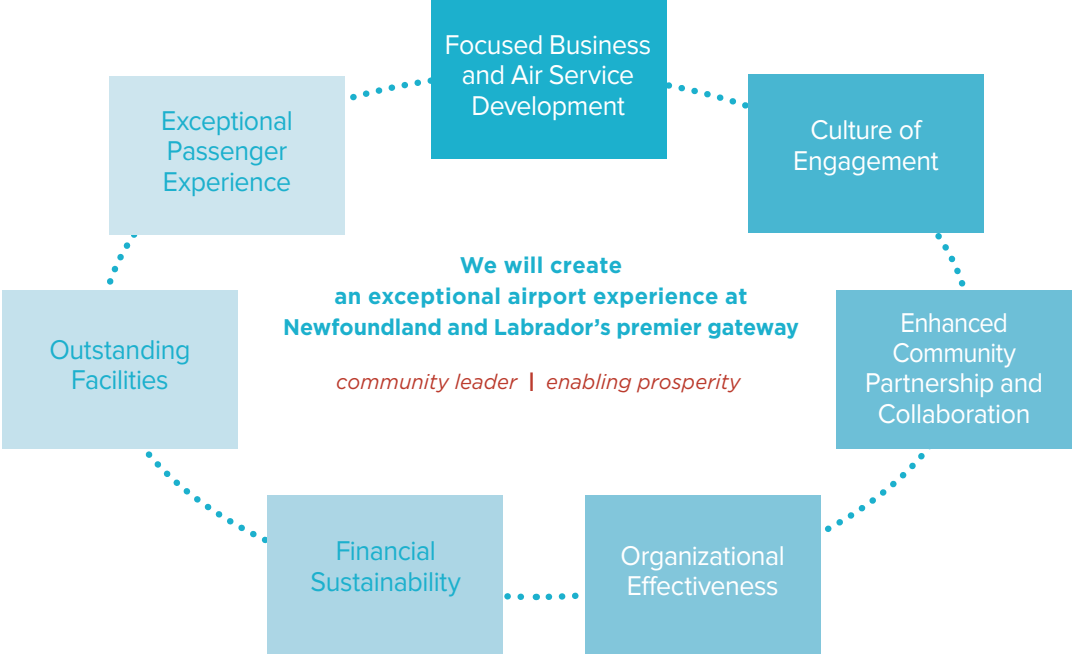 Focused Business
and Air Service
Development
Culture of
Engagement
Enhanced
Community
Partnership and
Collaboration
Organizational
Effectiveness
Financial
Sustainability
Outstanding
Facilities
Exceptional
Passenger
Experience
We will create
an exceptional airport experience at
Newfoundland and Labrador’s premier gateway
community leader | enabling prosperity